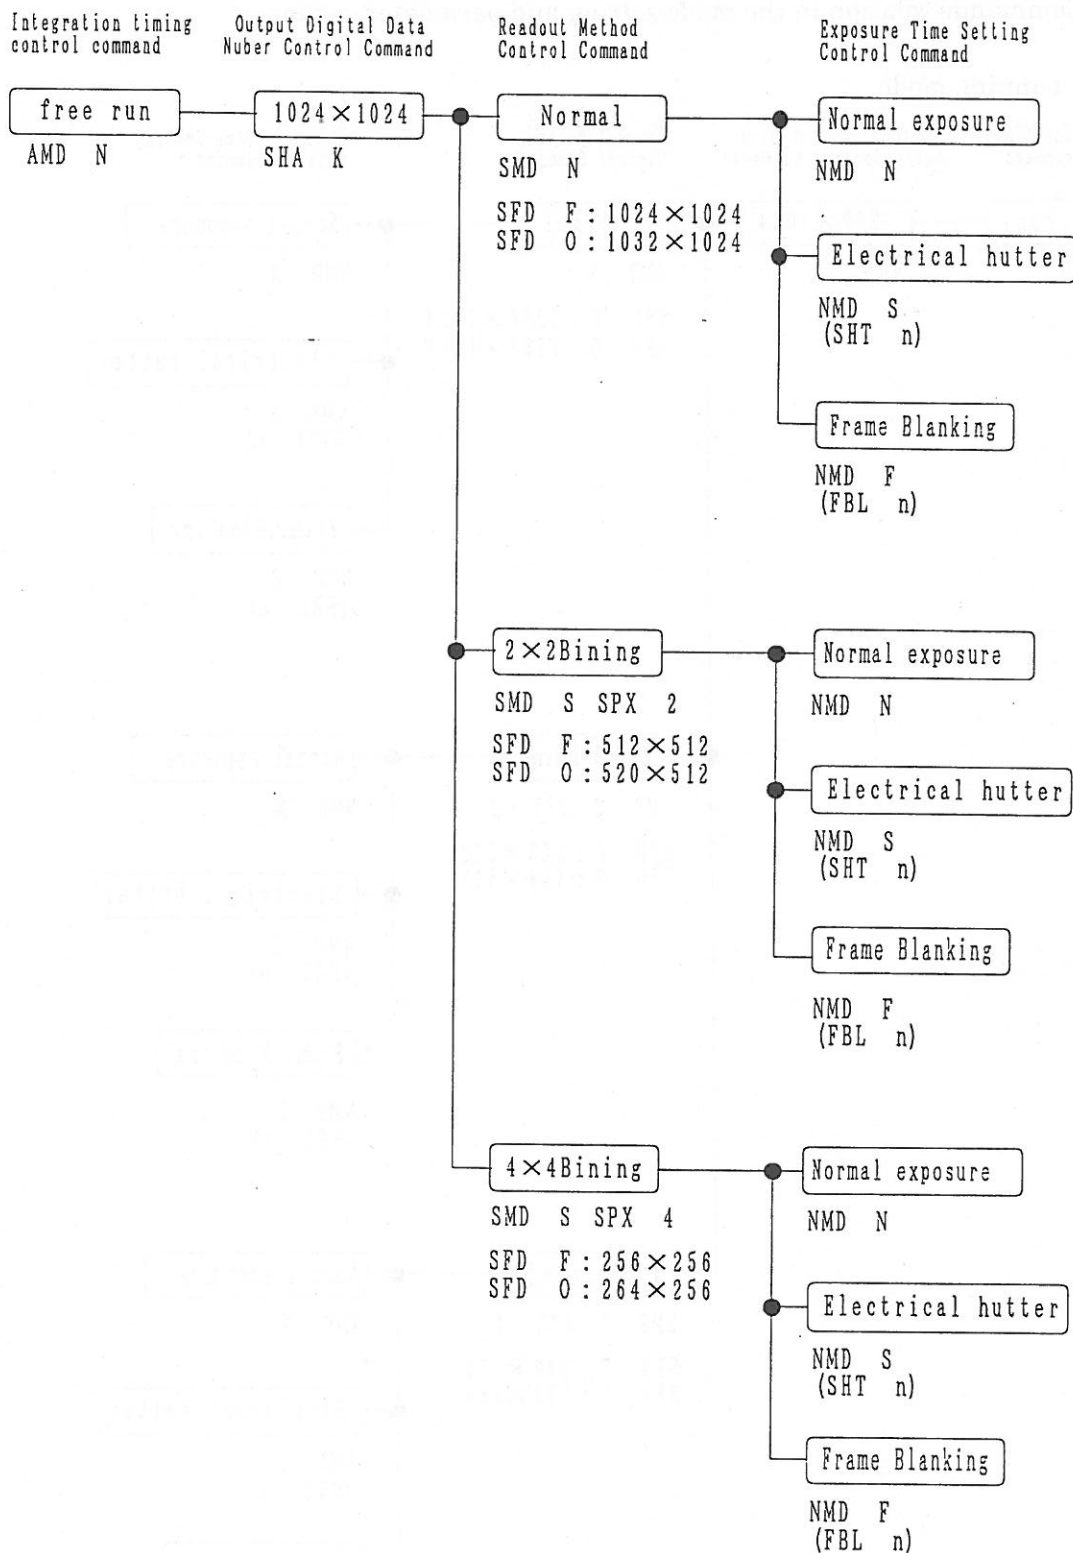 Integration timing
control command
Output Digital Data
Nuber Control Command
Readout Method
Control Command
Exposure Time Setting
Control Command
free run
AMD N
1024×1024
SHA K
Normal
SMD N
SFD F:1024×1024
SFD O:1032×1024
Normal exposure
NMD N
Electrical hutter
NMD S
(SHT n)
Frame Blanking
NMD F
(FBL n)
2×2Bining
SMD S SPX 2
SFD F:512×512
SFD O:520×512
Normal exposure
NMD N
Electrical hutter
NMD S
(SHT n)
Frame Blanking
NMD F
(FBL n)
4×4Bining
SMD S SPX 4
SFD F:256×256
SFD O:264×256
Normal exposure
NMD N
Electrical hutter
NMD S
(SHT n)
Frame Blanking
NMD F
(FBL n)